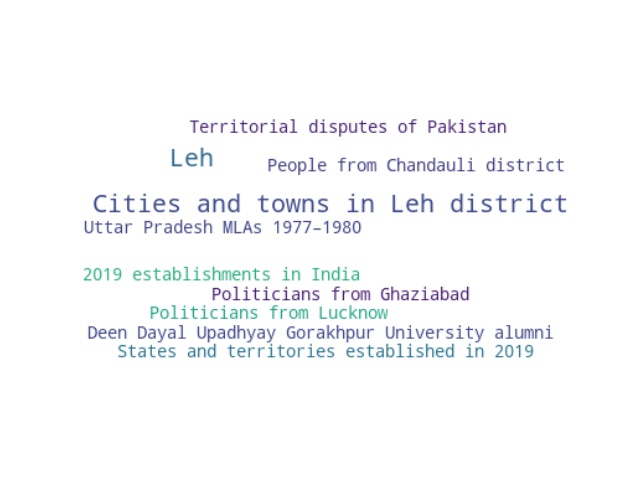 Territorial disputes of Pakistan
Leh
People from Chandauli district
Cities and towns in Leh district
Uttar Pradesh MLAs 1977–1980
2019 establishments in India
Politicians from Ghaziabad
Politicians from Lucknow
Deen Dayal Upadhyay Gorakhpur University alumni
States and territories established in 2019